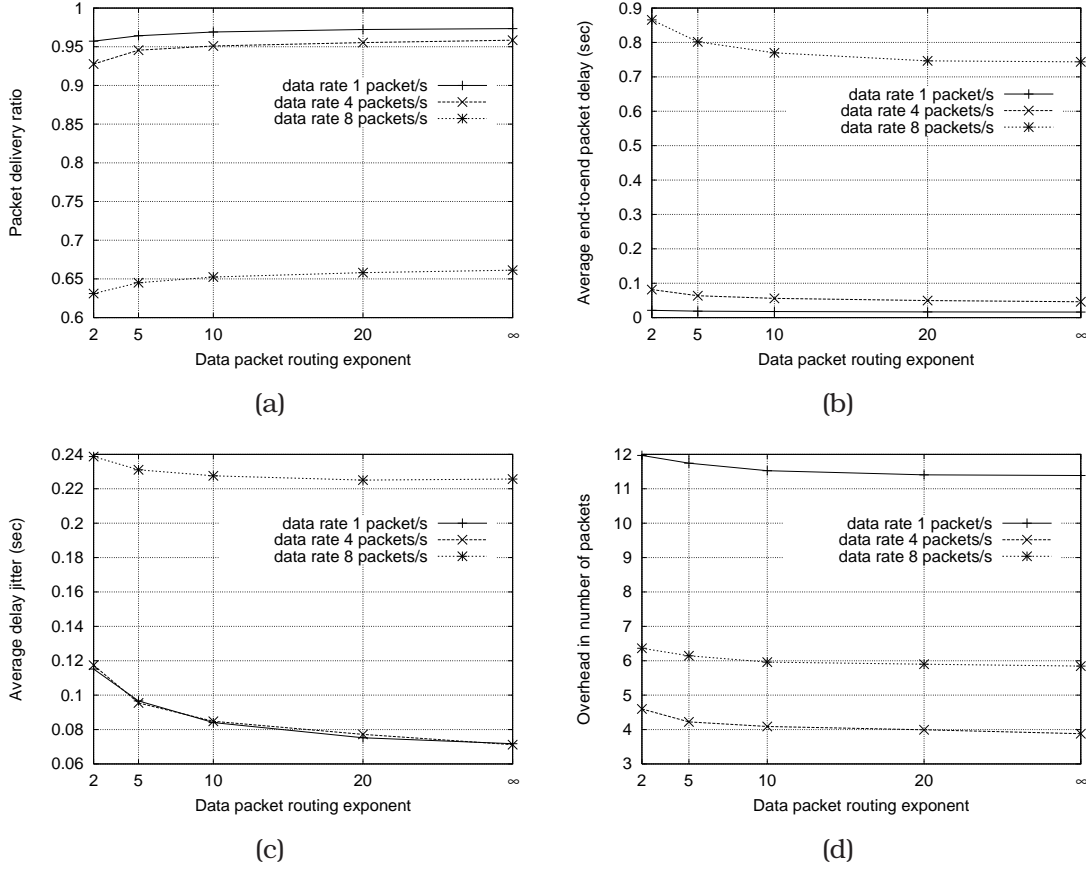 1
0.95
0.9
0.85
0.8
0.75
0.7
0.65
0.6
Packet delivery ratio
data rate 1 packet/s
data rate 4 packets/s
data rate 8 packets/s
2 5 10 20 ∞
Data packet routing exponent
(a)
0.9
0.8
0.7
0.6
0.5
0.4
0.3
0.2
0.1
0
Average end-to-end packet delay (sec)
data rate 1 packet/s
data rate 4 packets/s
data rate 8 packets/s
2 5 10 20 ∞
Data packet routing exponent
(b)
0.24
0.22
0.2
0.18
0.16
0.14
0.12
0.1
0.08
0.06
Average delay jitter (sec)
data rate 1 packet/s
data rate 4 packets/s
data rate 8 packets/s
2 5 10 20 ∞
Data packet routing exponent
(c)
12
11
10
9
8
7
6
5
4
3
Overhead in number of packets
data rate 1 packet/s
data rate 4 packets/s
data rate 8 packets/s
2 5 10 20 ∞
Data packet routing exponent
(d)